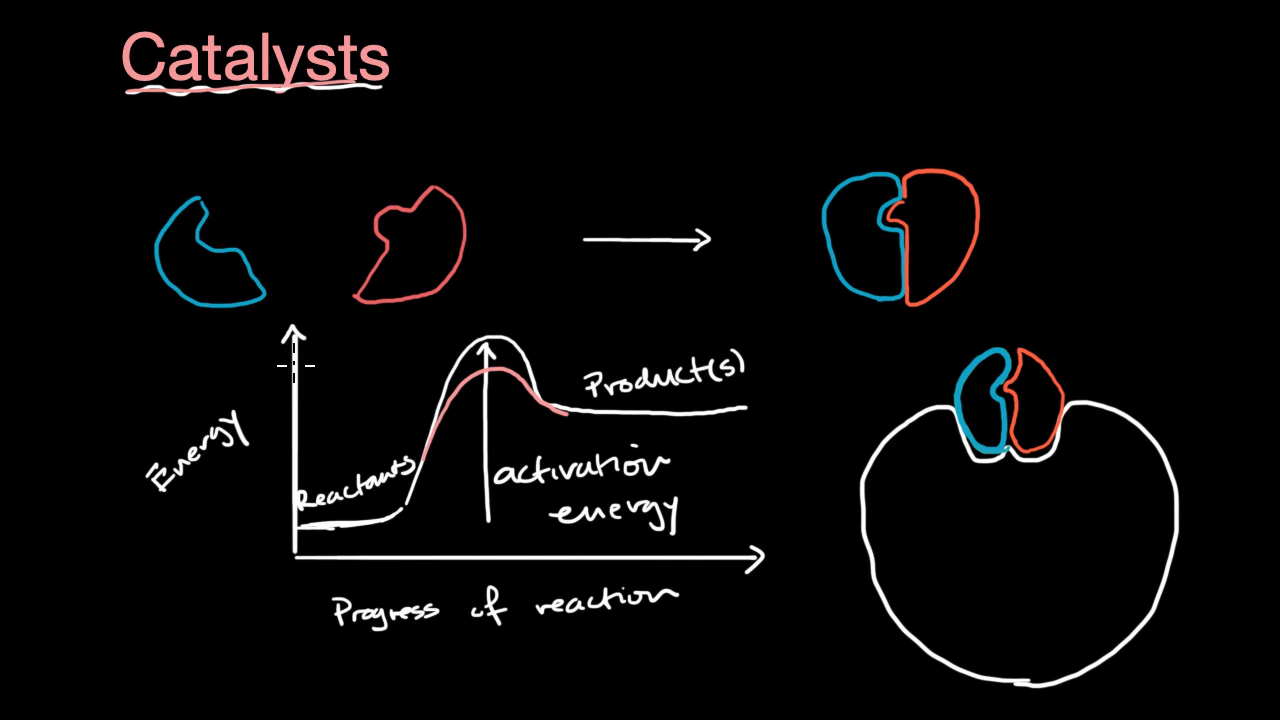 Catalysts
Product(s)
Energy
Reactants
activation
energy
Progress of reaction